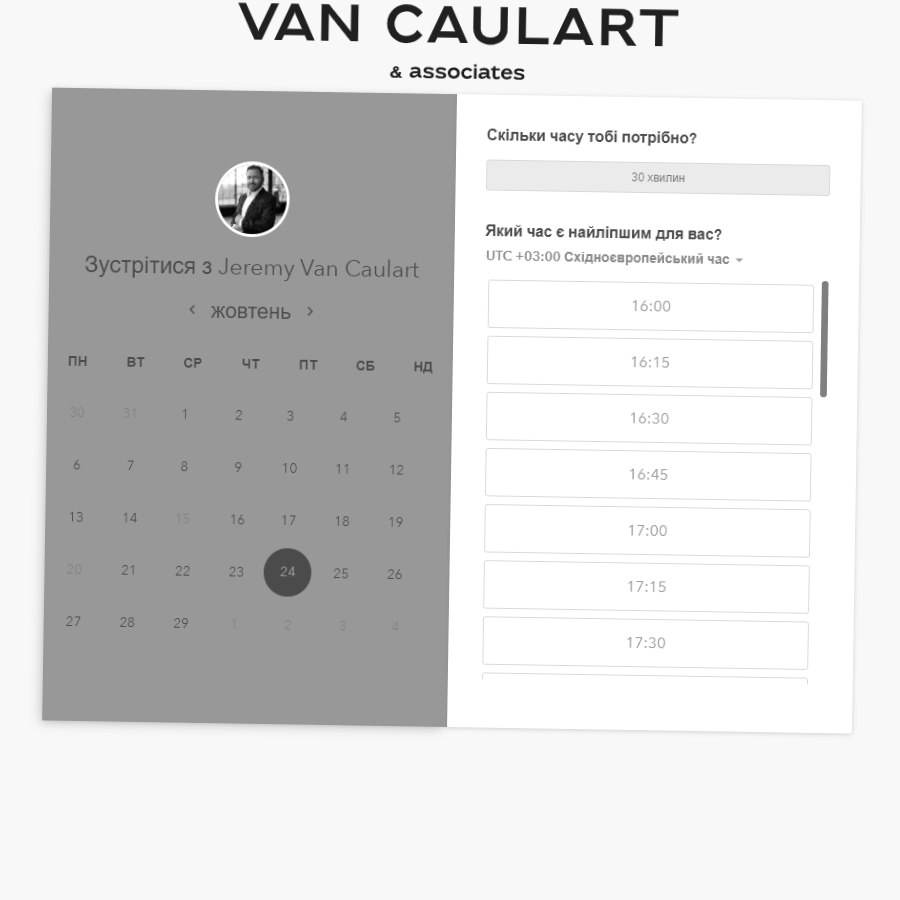 VAN CAULART
& associates
Зустрітися з Jeremy Van Caulart
жовтень
ПН ВТ СР ЧТ ПТ СБ НД
30 31 1 2 3 4 5
6 7 8 9 10 11 12
13 14 15 16 17 18 19
20 21 22 23 24 25 26
27 28 29 1 2 3 4
Скільки часу тобі потрібно?
30 хвилин
Який час є найліпшим для вас?
UTC +03:00 Східноєвропейський час
16:00
16:15
16:30
16:45
17:00
17:15
17:30